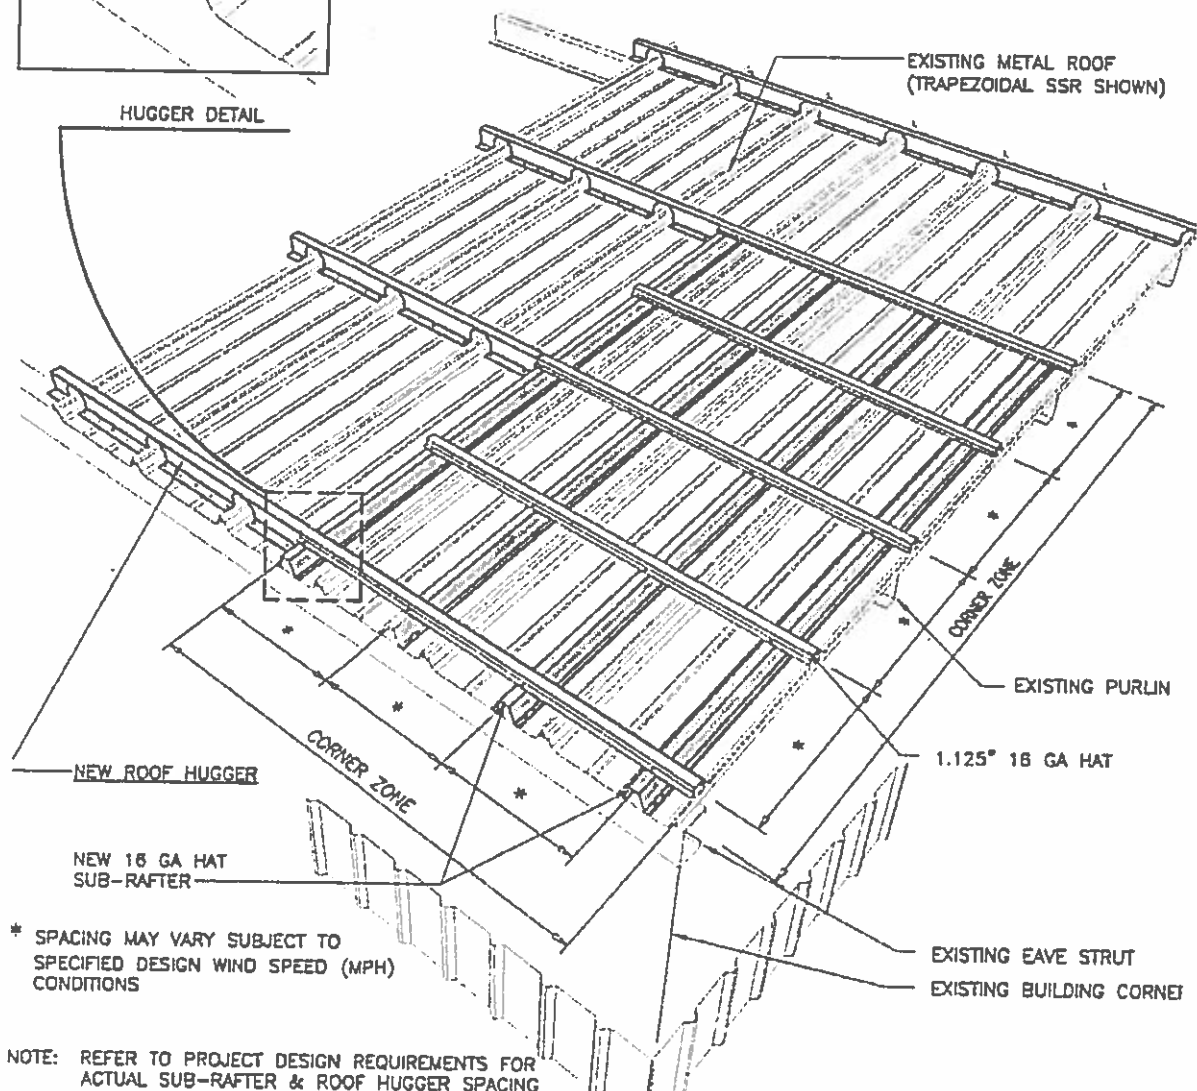 EXISTING METAL ROOF
(TRAPEZOIDAL SSR SHOWN)
HUGGER DETAIL
*
*
*
*
CORNER ZONE
EXISTING PURLIN
*
*
*
CORNER ZONE
1.125" 16 GA HAT
NEW ROOF HUGGER
NEW 16 GA HAT
SUB-RAFTER
* SPACING MAY VARY SUBJECT TO
SPECIFIED DESIGN WIND SPEED (MPH)
CONDITIONS
EXISTING EAVE STRUT
EXISTING BUILDING CORNER
NOTE: REFER TO PROJECT DESIGN REQUIREMENTS FOR
ACTUAL SUB-RAFTER & ROOF HUGGER SPACING